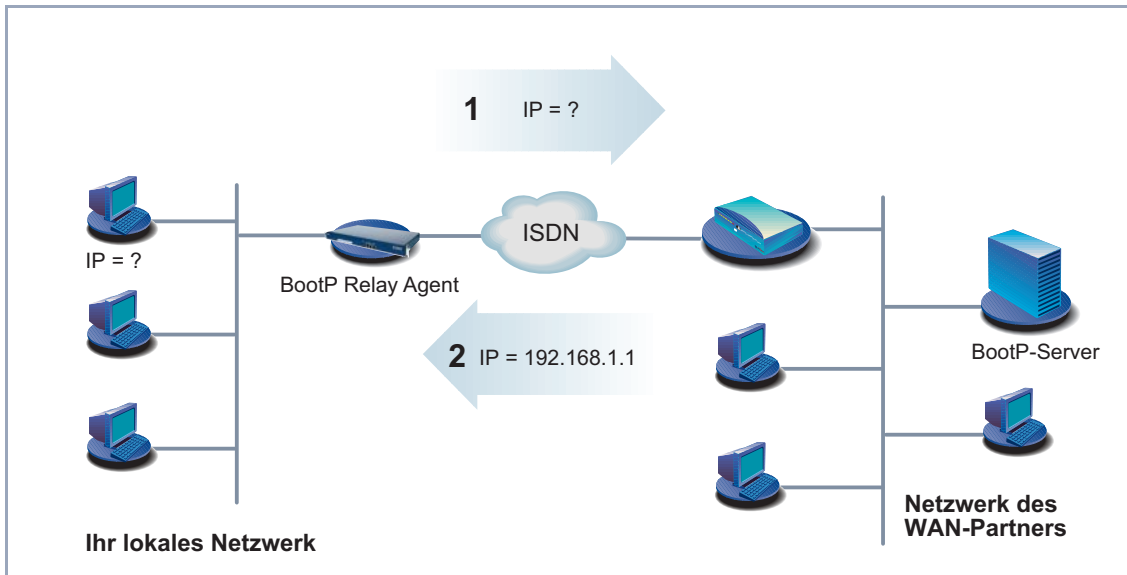 1 IP = ?
ISDN
IP = ?
BootP Relay Agent
2 IP = 192.168.1.1
BootP-Server
Netzwerk des
WAN-Partners
Ihr lokales Netzwerk